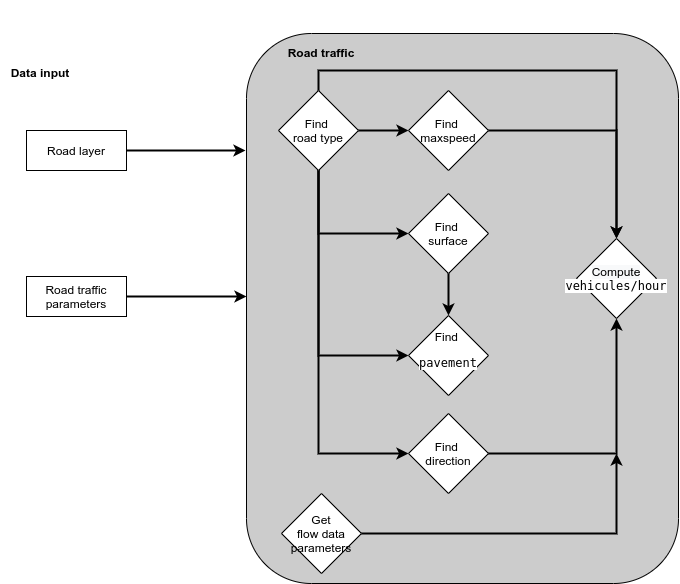 Road traffic
Data input
Find
road type
Find
maxspeed
Road layer
Find
surface
Compute
vehicules/hour
Road traffic
parameters
Find
pavement
Find
direction
Get
flow data
parameters